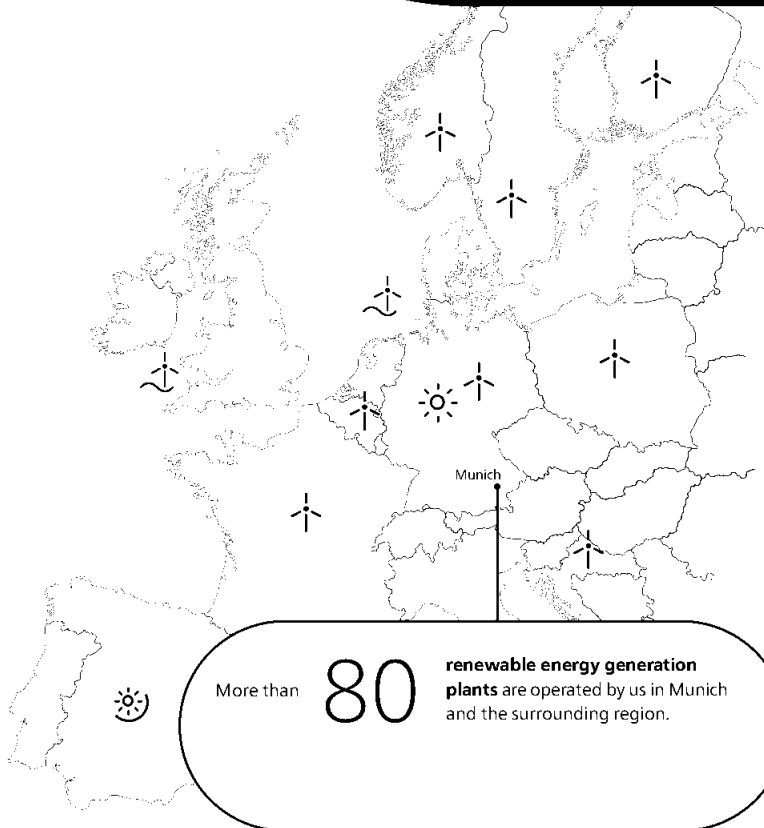 Munich
More than
80
renewable energy generation
plants are operated by us in Munich
and the surrounding region.